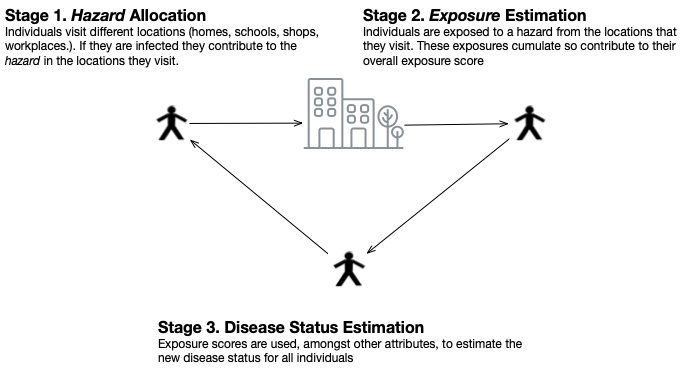 Stage 1. Hazard Allocation
Individuals visit different locations (homes, schools, shops,
workplaces.). If they are infected they contribute to the
hazard in the locations they visit.
Stage 2. Exposure Estimation
Individuals are exposed to a hazard from the locations that
they visit. These exposures cumulate so contribute to their
overall exposure score
Stage 3. Disease Status Estimation
Exposure scores are used, amongst other attributes, to estimate the
new disease status for all individuals